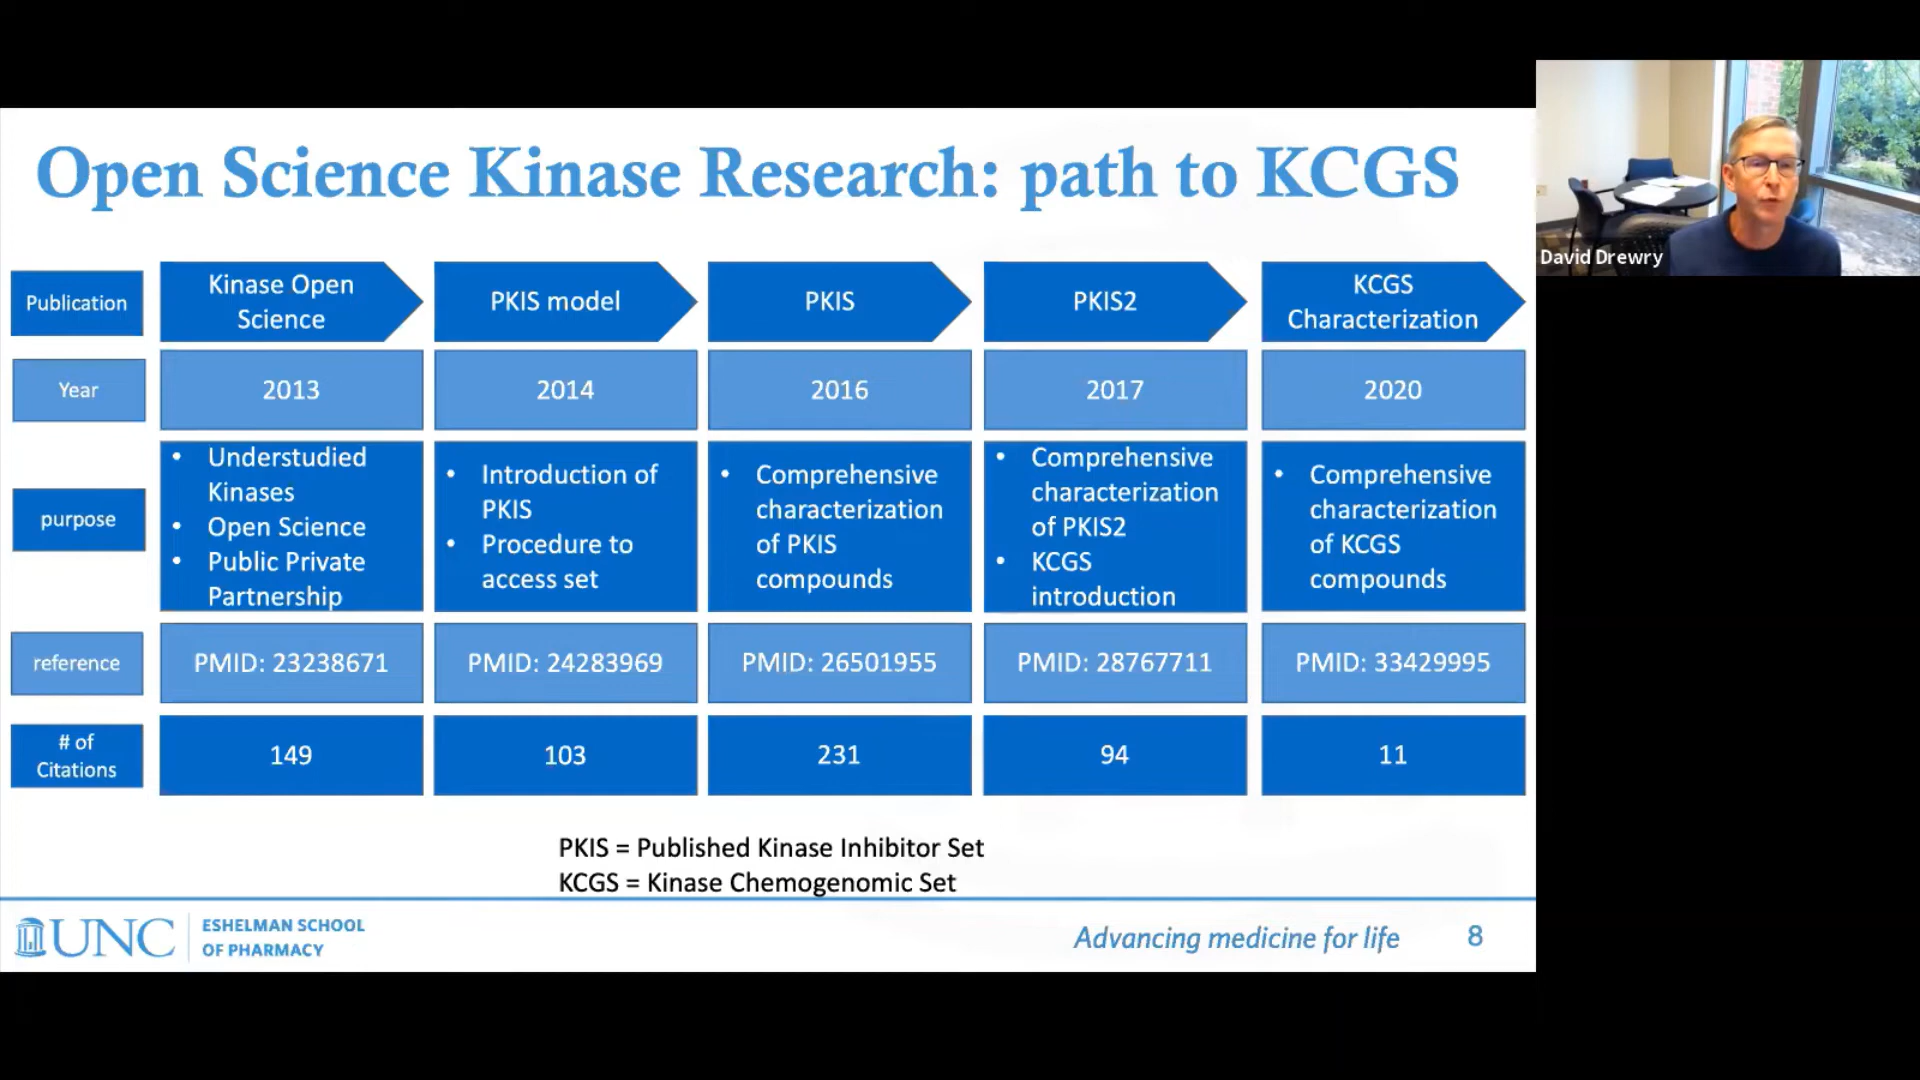 Open Science Kinase Research: path to KCGS
David Drewry
Publication
Kinase Open
Science
PKIS model
PKIS
PKIS2
KCGS
Characterization
Year
2013
2014
2016
2017
2020
purpose
• Understudied
Kinases
• Open Science
• Public Private
Partnership
• Introduction of
PKIS
• Procedure to
access set
• Comprehensive
characterization
of PKIS
compounds
• Comprehensive
characterization
of PKIS2
• KCGS
introduction
• Comprehensive
characterization
of KCGS
compounds
reference
PMID: 23238671
PMID: 24283969
PMID: 26501955
PMID: 28767711
PMID: 33429995
# of
Citations
149
103
231
94
11
PKIS = Published Kinase Inhibitor Set
KCGS = Kinase Chemogenomic Set
UNC
ESHELMAN SCHOOL
OF PHARMACY
Advancing medicine for life
8